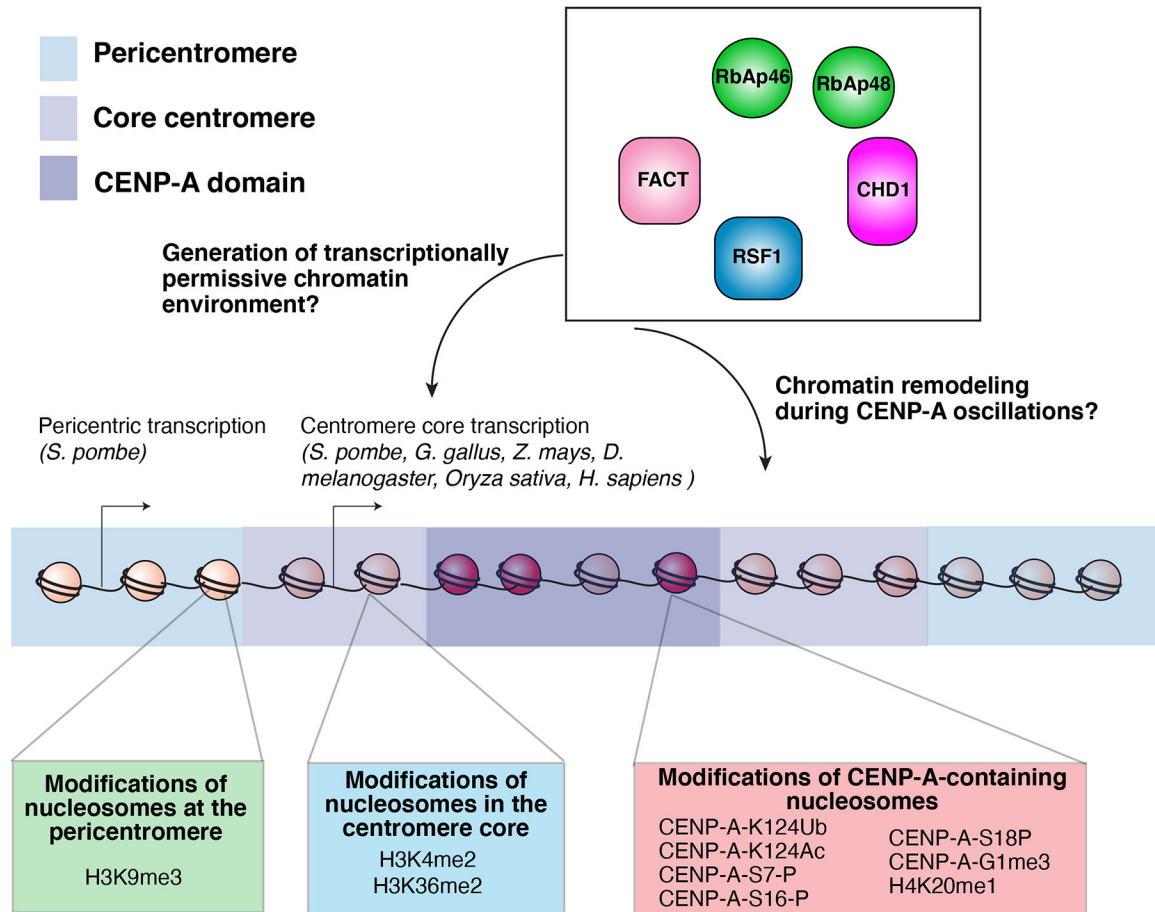 Pericentromere
Core centromere
CENP-A domain
RbAp46
RbAp48
FACT
CHD1
RSF1
Generation of transcriptionally
permissive chromatin
environment?
Chromatin remodeling
during CENP-A oscillations?
Pericentric transcription
(S. pombe)
Centromere core transcription
(S. pombe, G. gallus, Z. mays, D.
melanogaster, Oryza sativa, H. sapiens )
Modifications of
nucleosomes at the
pericentromere
H3K9me3
Modifications of
nucleosomes in the
centromere core
H3K4me2
H3K36me2
Modifications of CENP-A-containing
nucleosomes
CENP-A-K124Ub
CENP-A-K124Ac
CENP-A-S7-P
CENP-A-S16-P
CENP-A-S18P
CENP-A-G1me3
H4K20me1